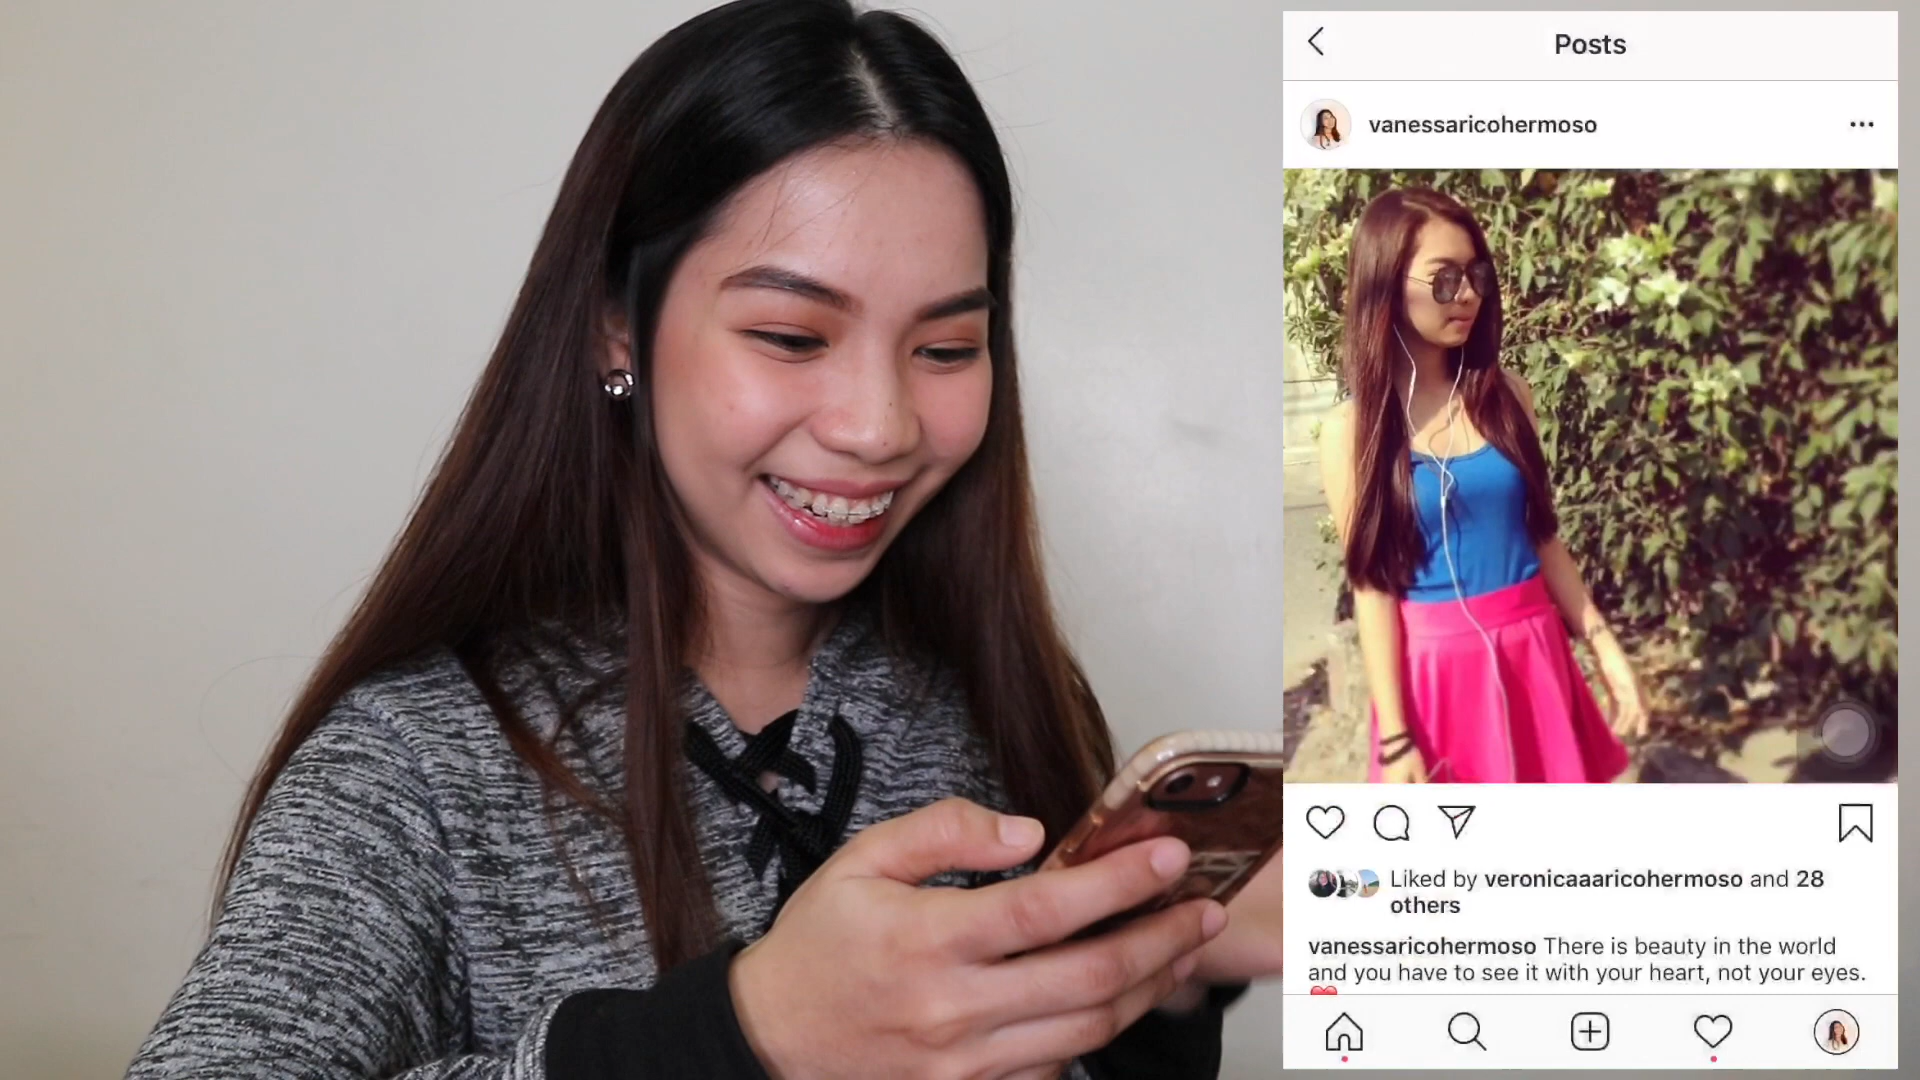 Posts
vanessaricohermoso
Liked by veronicaaaricohermoso and 28
others
vanessaricohermoso There is beauty in the world
and you have to see it with your heart, not your eyes.